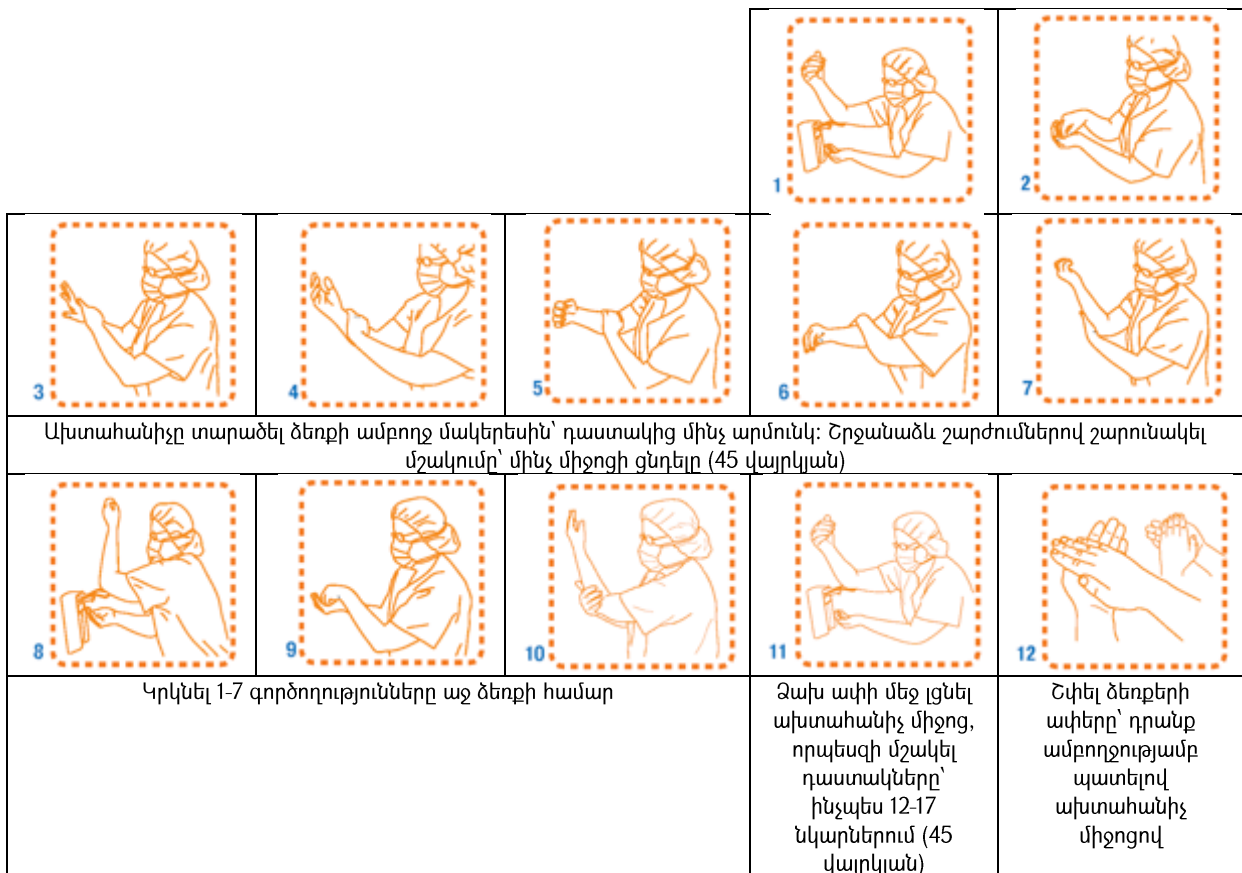 1
2
3
4
5
6
7
Ախտահանիչը տարածել ձեռքի ամբողջ մակերեսին՝ դաստակից մինչ արմունկ: Շրջանաձև շարժումներով շարունակել
մշակումը՝ մինչ միջոցի ցնդելը (45 վայրկյան)
8
9
10
11
12
Կրկնել 1-7 գործողությունները աջ ձեռքի համար
Ձախ ափի մեջ լցնել
ախտահանիչ միջոց,
որպեսզի մշակել
դաստակները՝
ինչպես 12-17
նկարներում (45
վայրկյան)
Շփել ձեռքերի
ափերը՝ դրանք
ամբողջությամբ
պատելով
ախտահանիչ
միջոցով